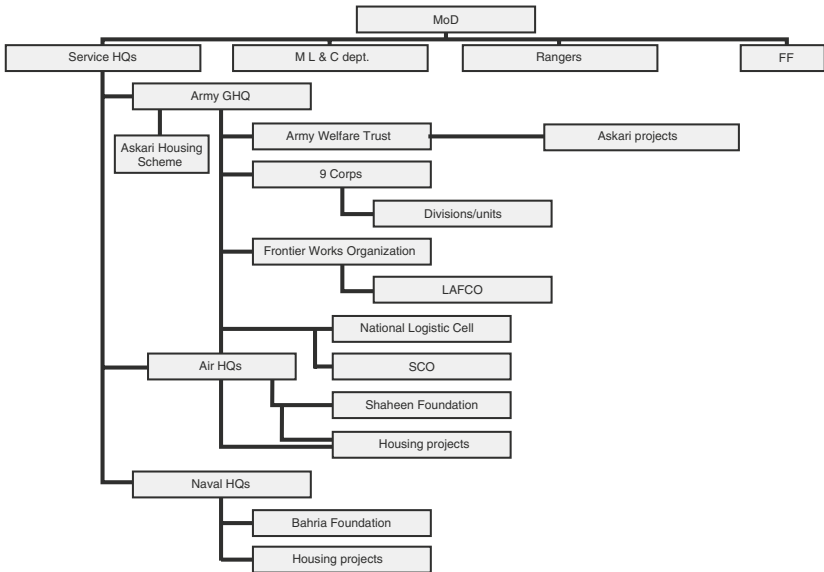 MoD
Service HQs
M L & C dept.
Rangers
FF
Army GHQ
Askari Housing
Scheme
Army Welfare Trust
Askari projects
9 Corps
Divisions/units
Frontier Works Organization
LAFCO
National Logistic Cell
Air HQs
SCO
Shaheen Foundation
Housing projects
Naval HQs
Bahria Foundation
Housing projects